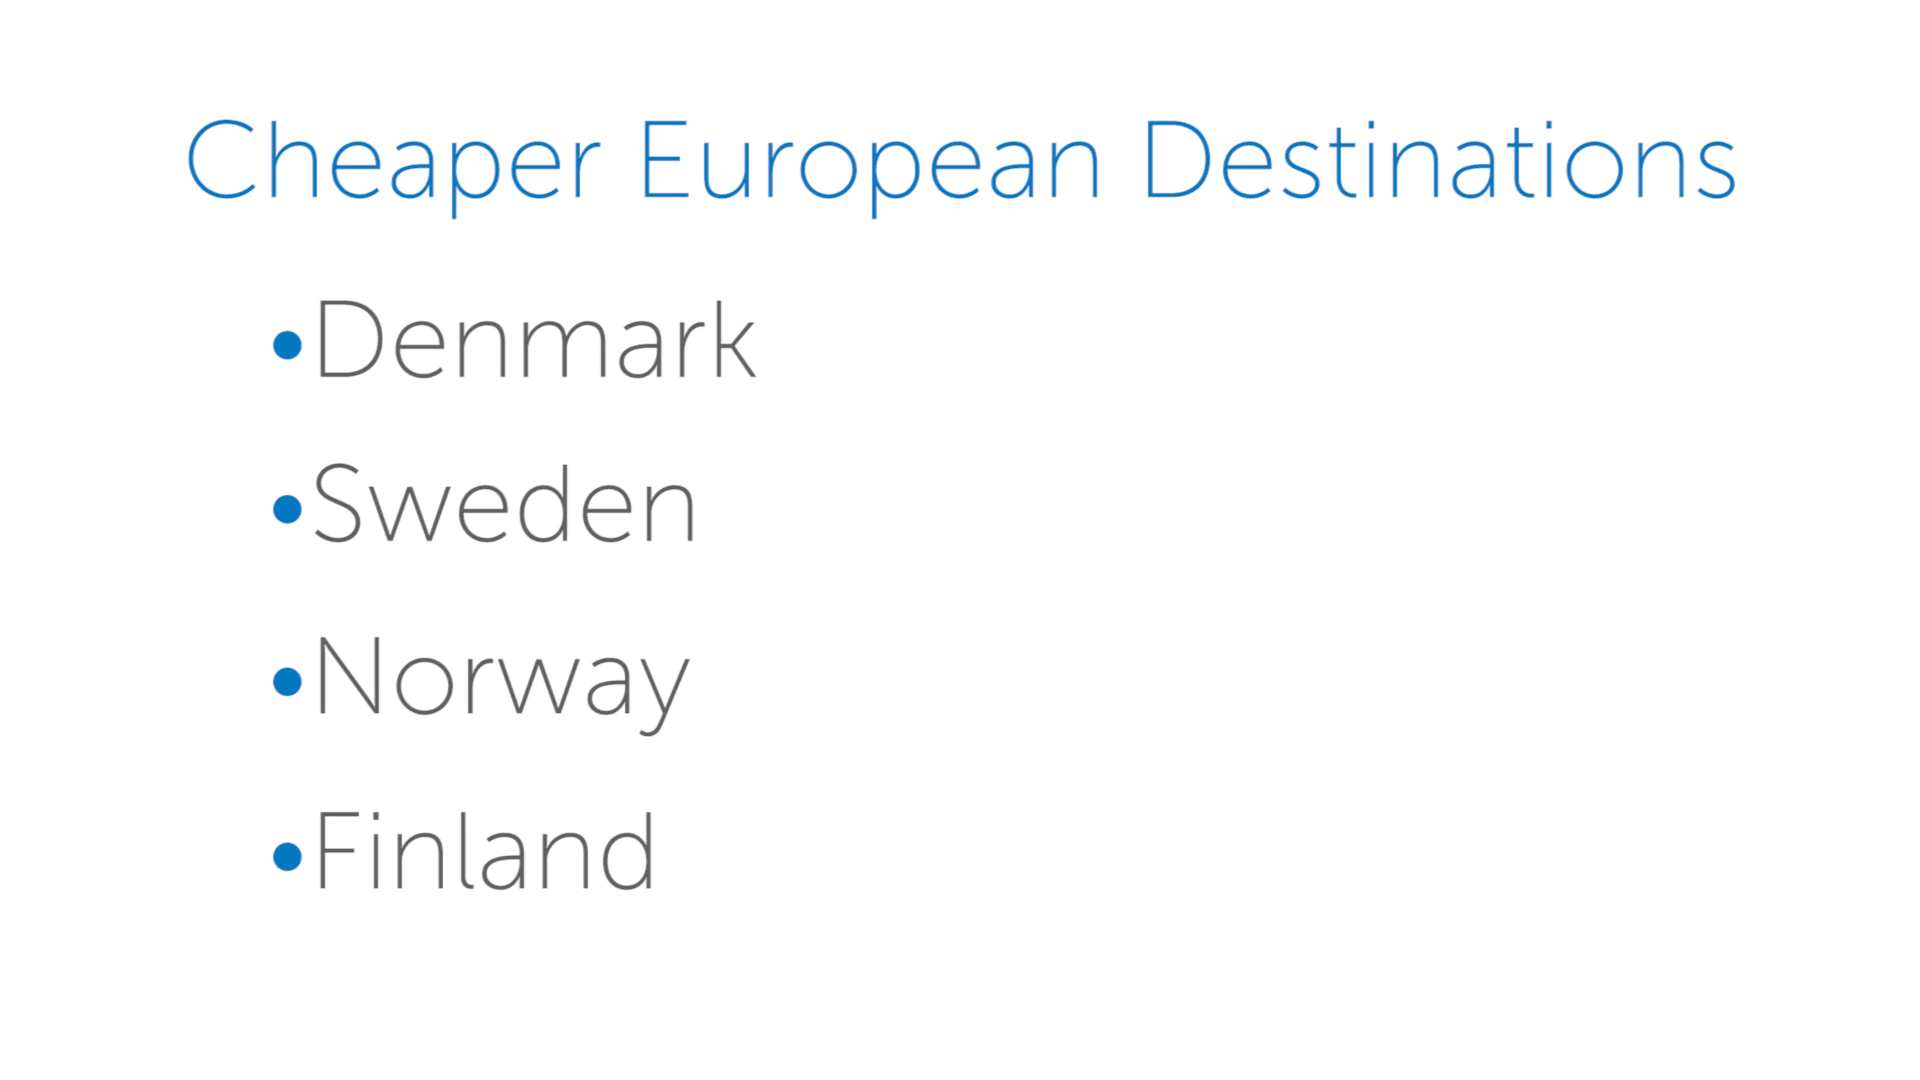 Cheaper European Destinations
•Denmark
•Sweden
•Norway
•Finland